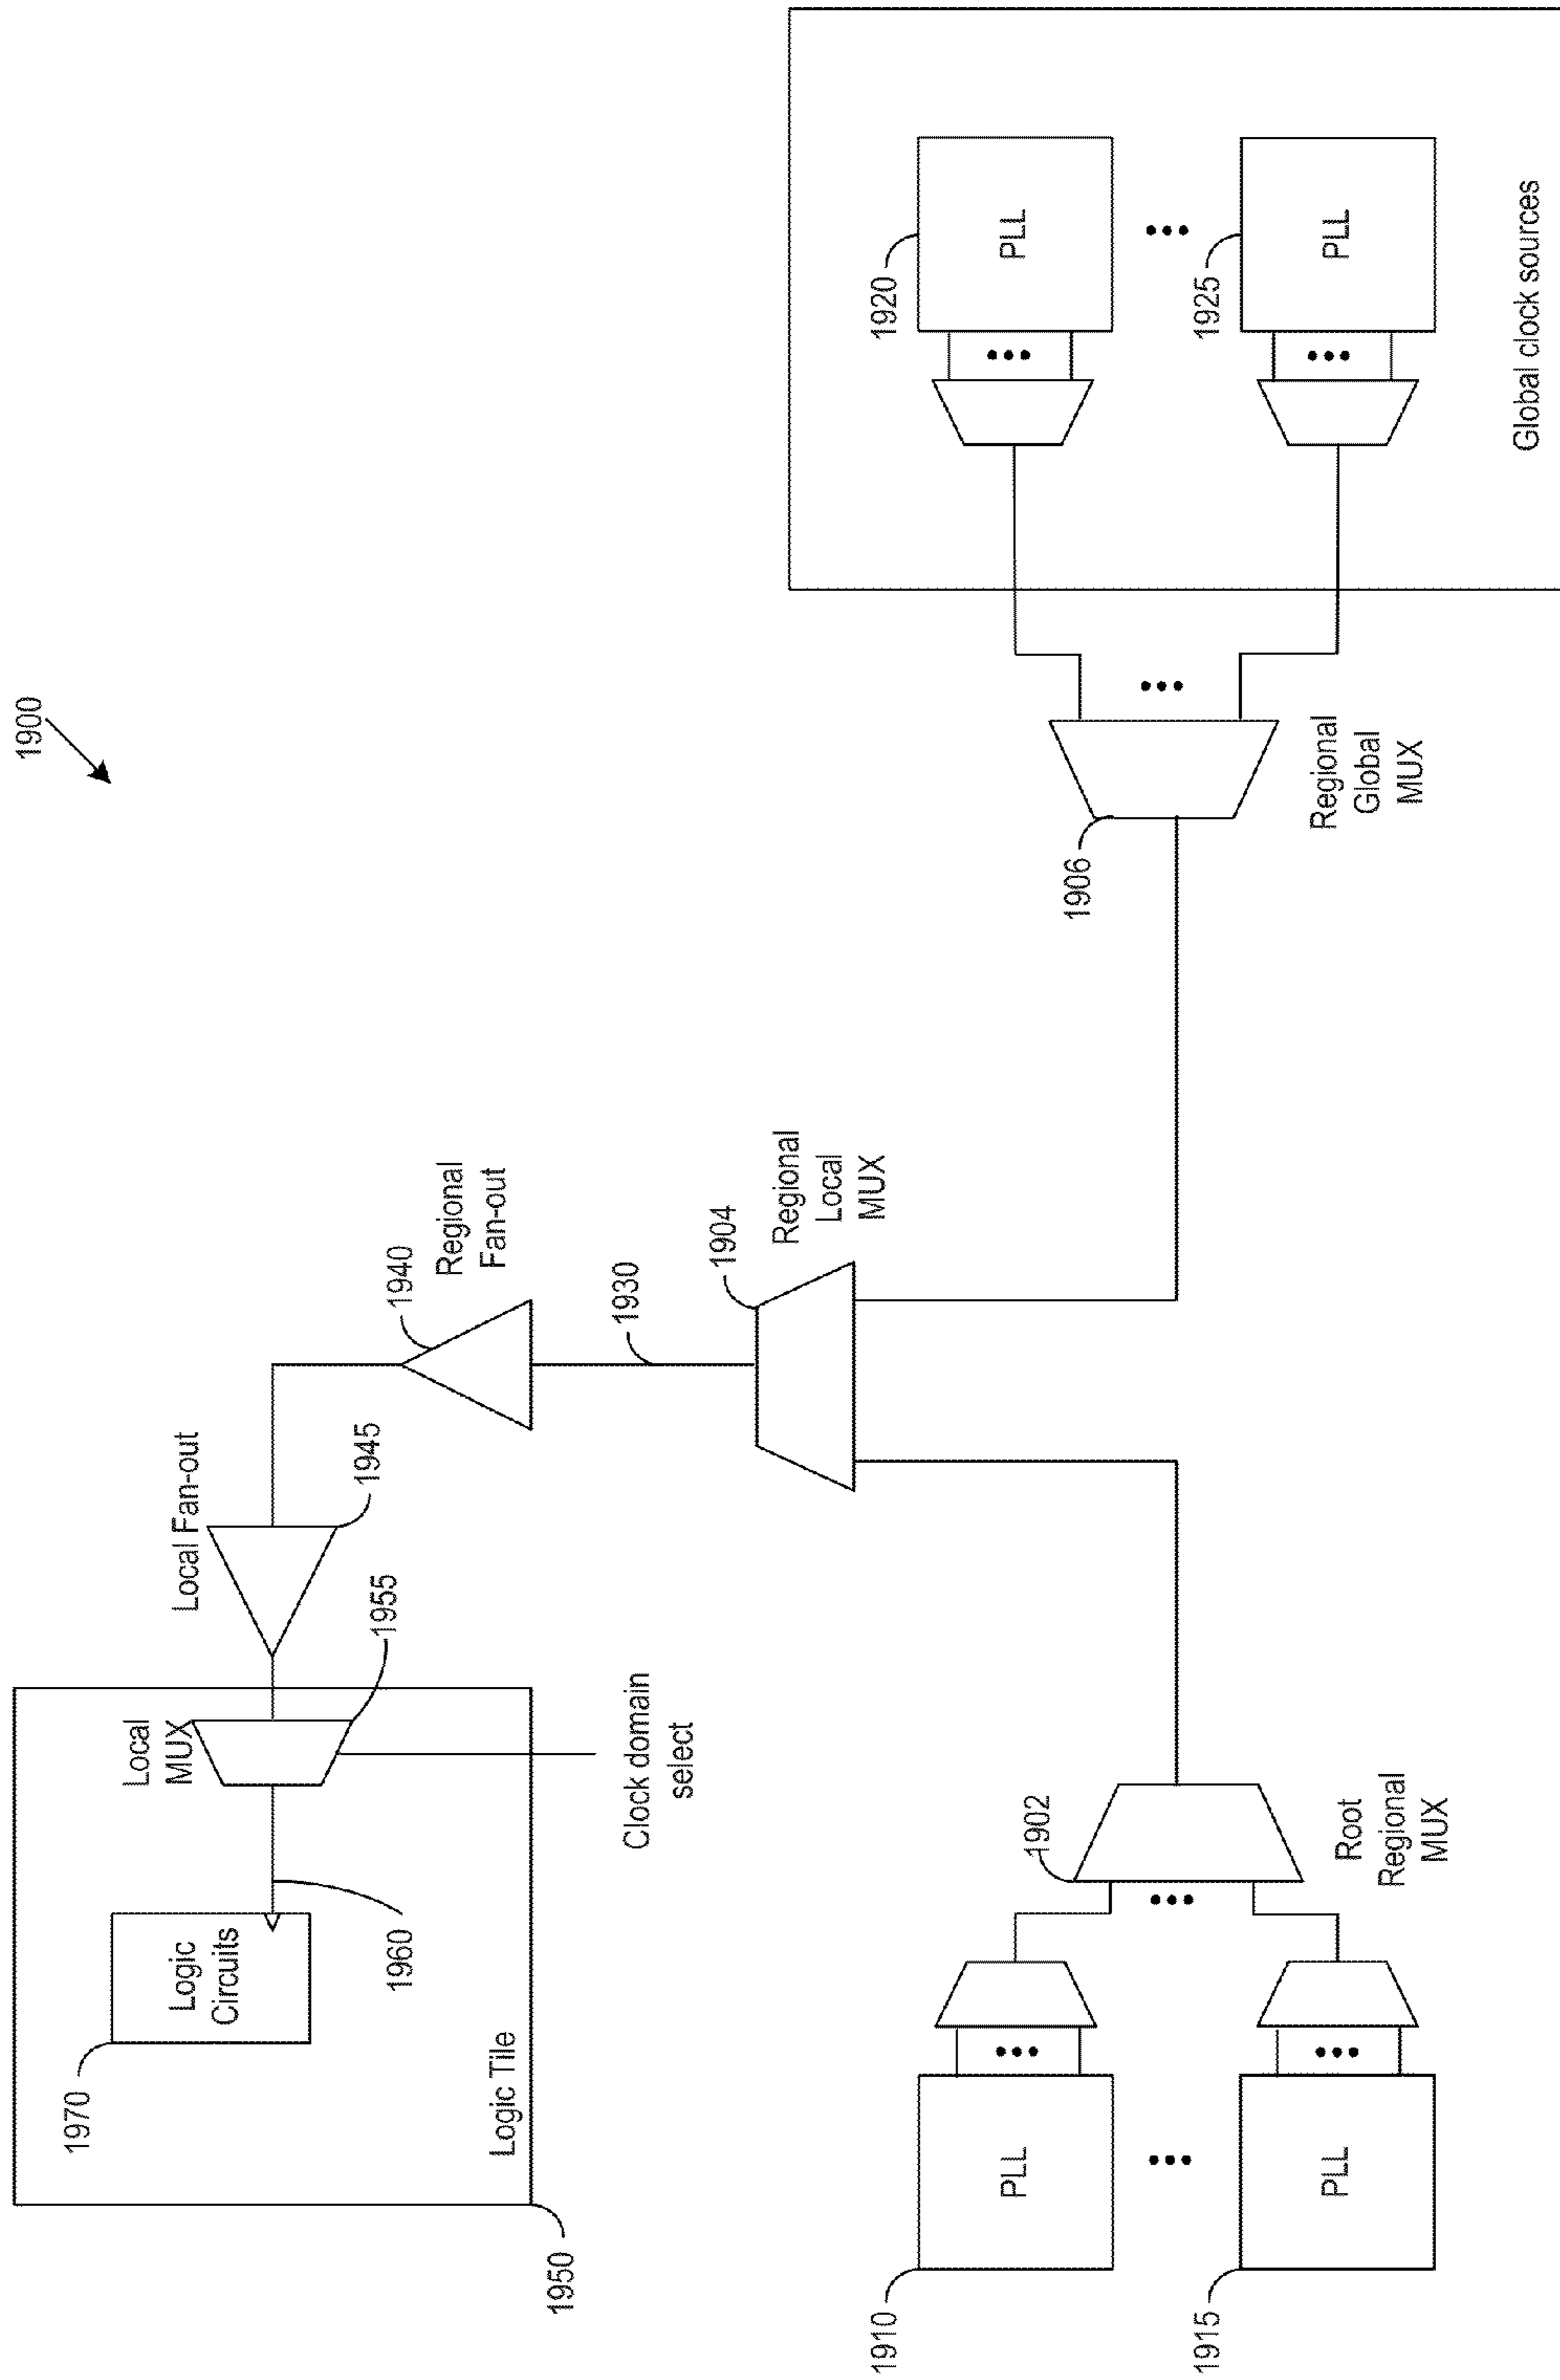 1900
1970
Logic
Circuits
1960
Local
MUX
1955
Logic Tile
1950
Clock domain
select
Local Fan-out
1945
1940
Regional
Fan-out
1930
1904
Regional
Local
MUX
1910
PLL
1915
PLL
1902
Root
Regional
MUX
1906
Regional
Global
MUX
1920
PLL
1925
PLL
Global clock sources